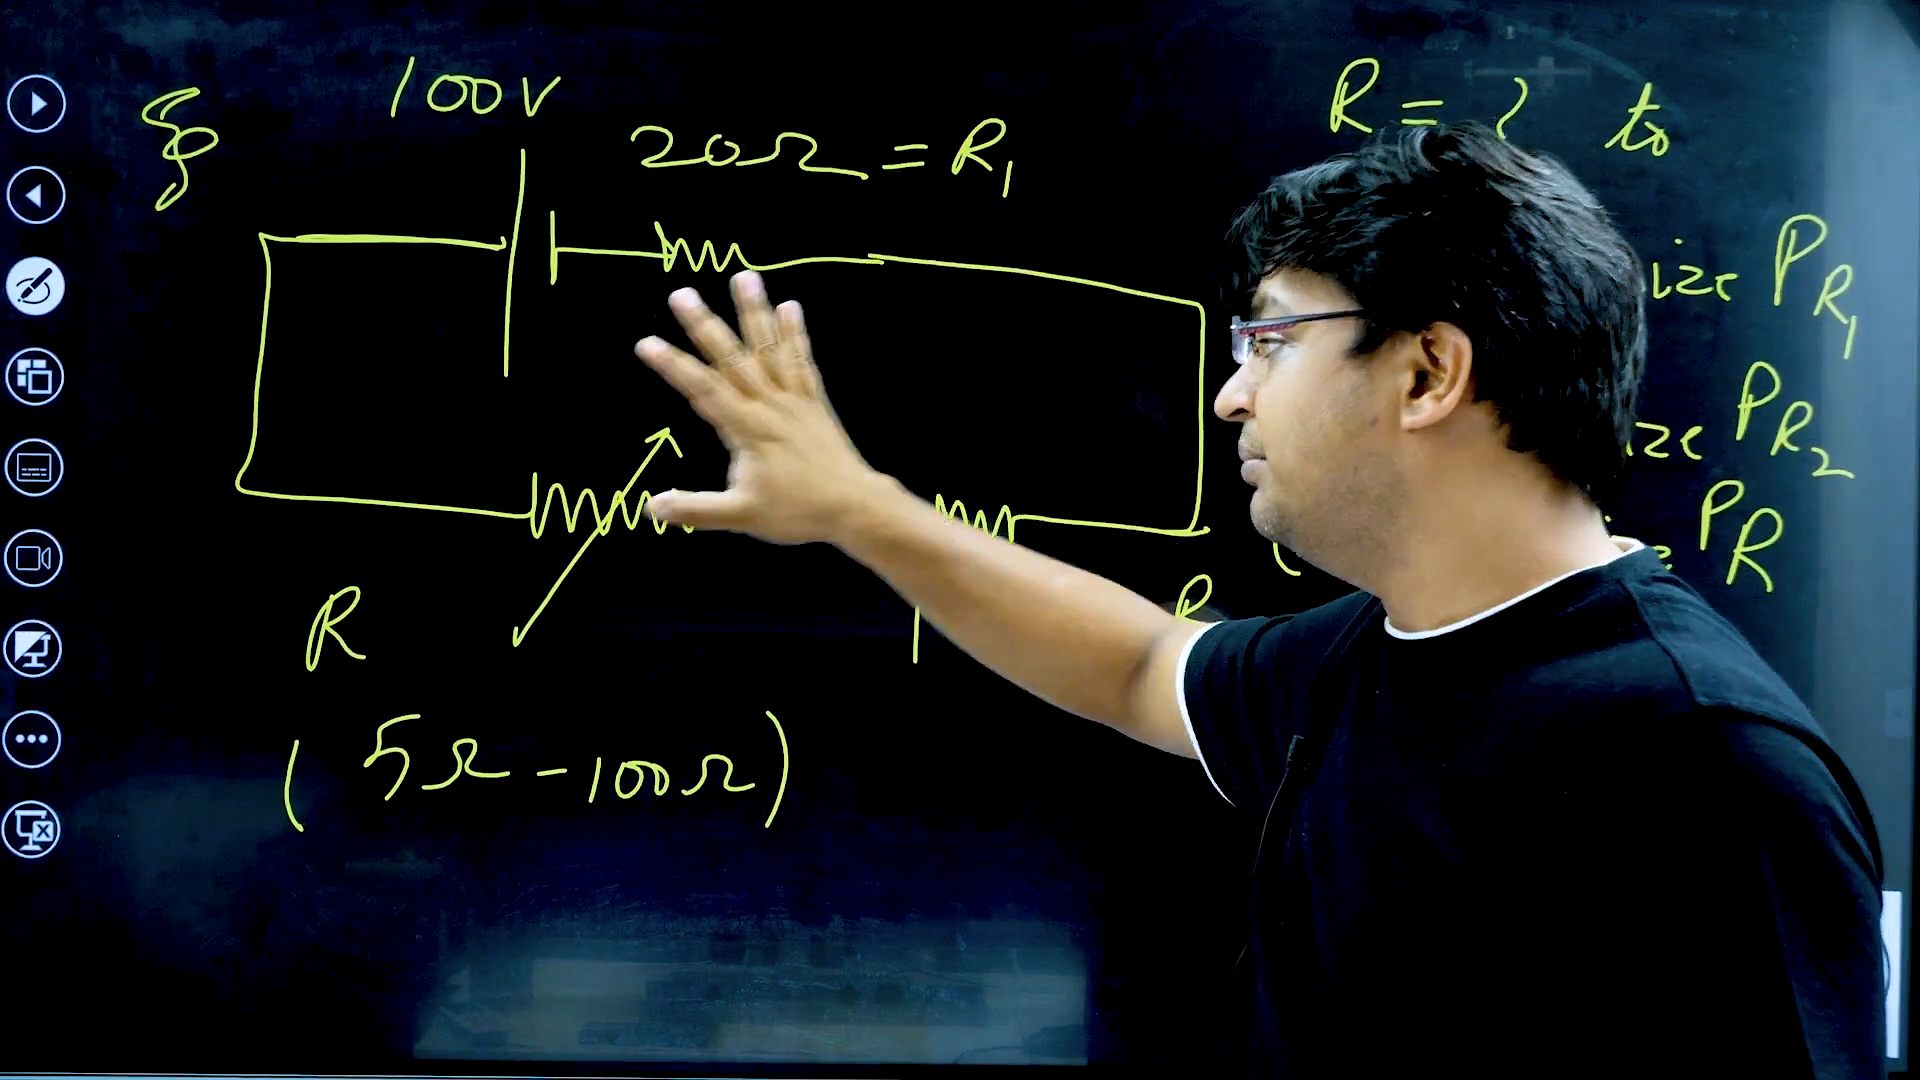 100V
20Ω = R₁
R = ? to
ize P_R₁
ize P_R₂
P_R
R
R
(5Ω - 100Ω)